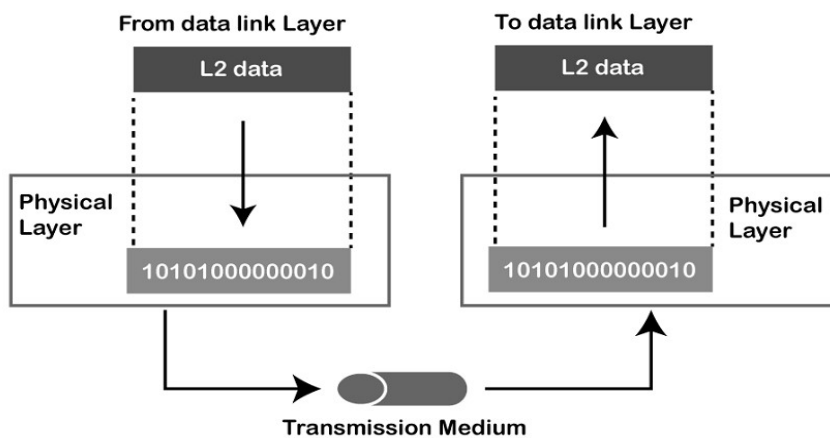 From data link Layer
L2 data
Physical
Layer
10101000000010
To data link Layer
L2 data
Physical
Layer
10101000000010
Transmission Medium